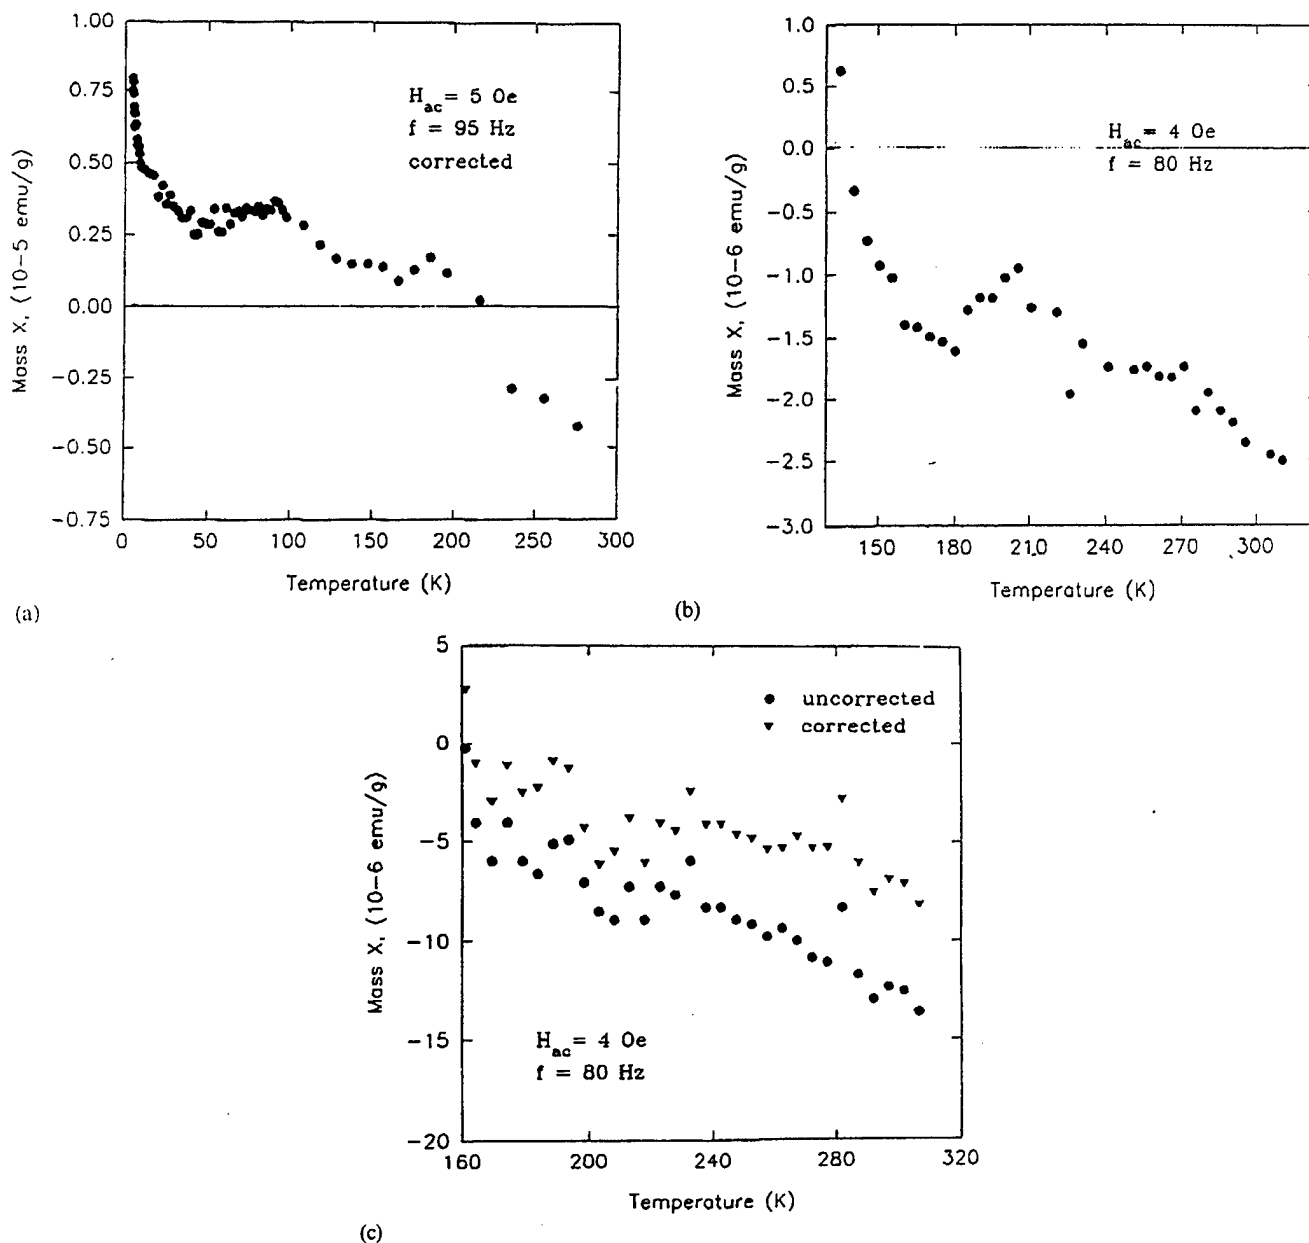 1.00
0.75
0.50
0.25
0.00
−0.25
−0.50
−0.75
Mass X, (10−5 emu/g)
H_ac = 5 Oe
f = 95 Hz
corrected
0 50 100 150 200 250 300
Temperature (K)
(a)
1.0
0.5
0.0
−0.5
−1.0
−1.5
−2.0
−2.5
−3.0
Mass X, (10−6 emu/g)
H_ac = 4 Oe
f = 80 Hz
150 180 210 240 270 300
Temperature (K)
(b)
5
0
−5
−10
−15
−20
Mass X, (10−6 emu/g)
uncorrected
corrected
H_ac = 4 Oe
f = 80 Hz
160 200 240 280 320
Temperature (K)
(c)